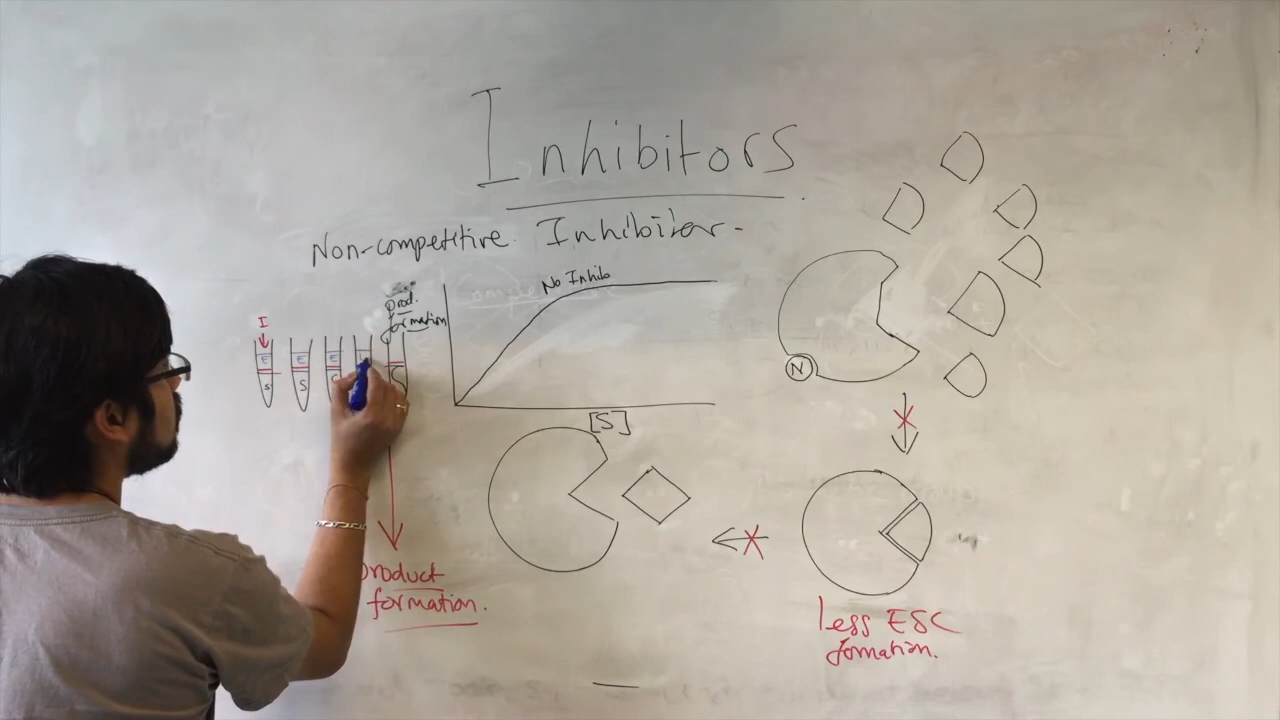 Inhibitors
Non-competitive Inhibitor-
No Inhib
prod.
formation
I
E E E
S S
[S]
N
product
formation.
less ESC
formation.